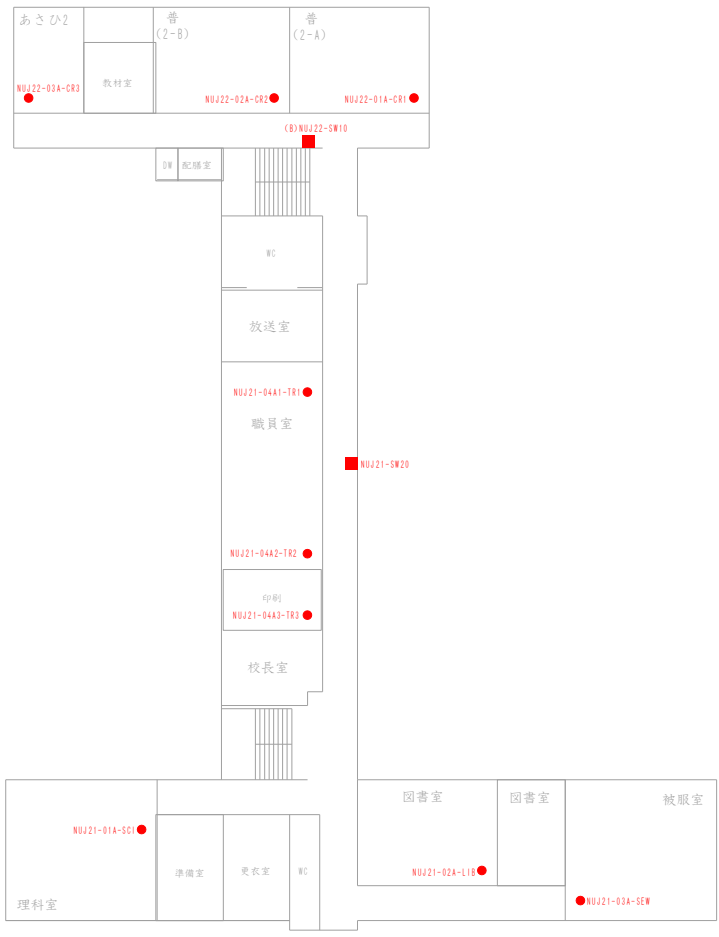 あさひ2
普
(2-B)
普
(2-A)
教材室
NUJ22-03A-CR3
NUJ22-02A-CR2
NUJ22-01A-CR1
(B)NUJ22-SW10
DW
配膳室
WC
放送室
NUJ21-04A1-TR1
職員室
NUJ21-SW20
NUJ21-04A2-TR2
印刷
NUJ21-04A3-TR3
校長室
図書室
図書室
被服室
NUJ21-01A-SCI
準備室
更衣室
WC
NUJ21-02A-LIB
理科室
NUJ21-03A-SEW